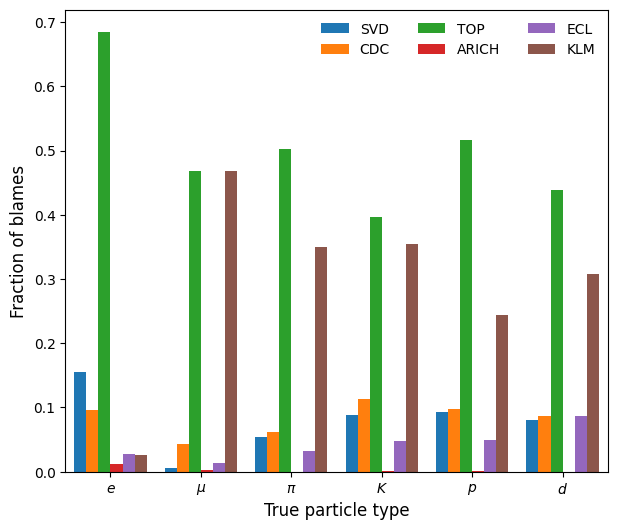 SVD TOP ECL
CDC ARICH KLM
Fraction of blames
0.7
0.6
0.5
0.4
0.3
0.2
0.1
0.0
e μ π K p d
True particle type